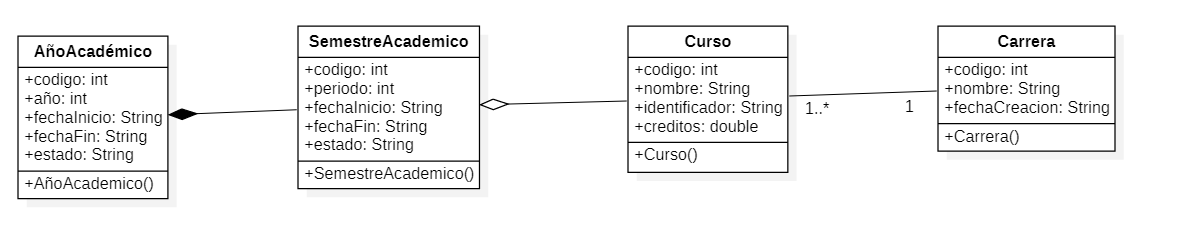 AñoAcadémico
+codigo: int
+año: int
+fechaInicio: String
+fechaFin: String
+estado: String
+AñoAcademico()
SemestreAcademico
+codigo: int
+periodo: int
+fechaInicio: String
+fechaFin: String
+estado: String
+SemestreAcademico()
Curso
+codigo: int
+nombre: String
+identificador: String
+creditos: double
+Curso()
1..*
1
Carrera
+codigo: int
+nombre: String
+fechaCreacion: String
+Carrera()